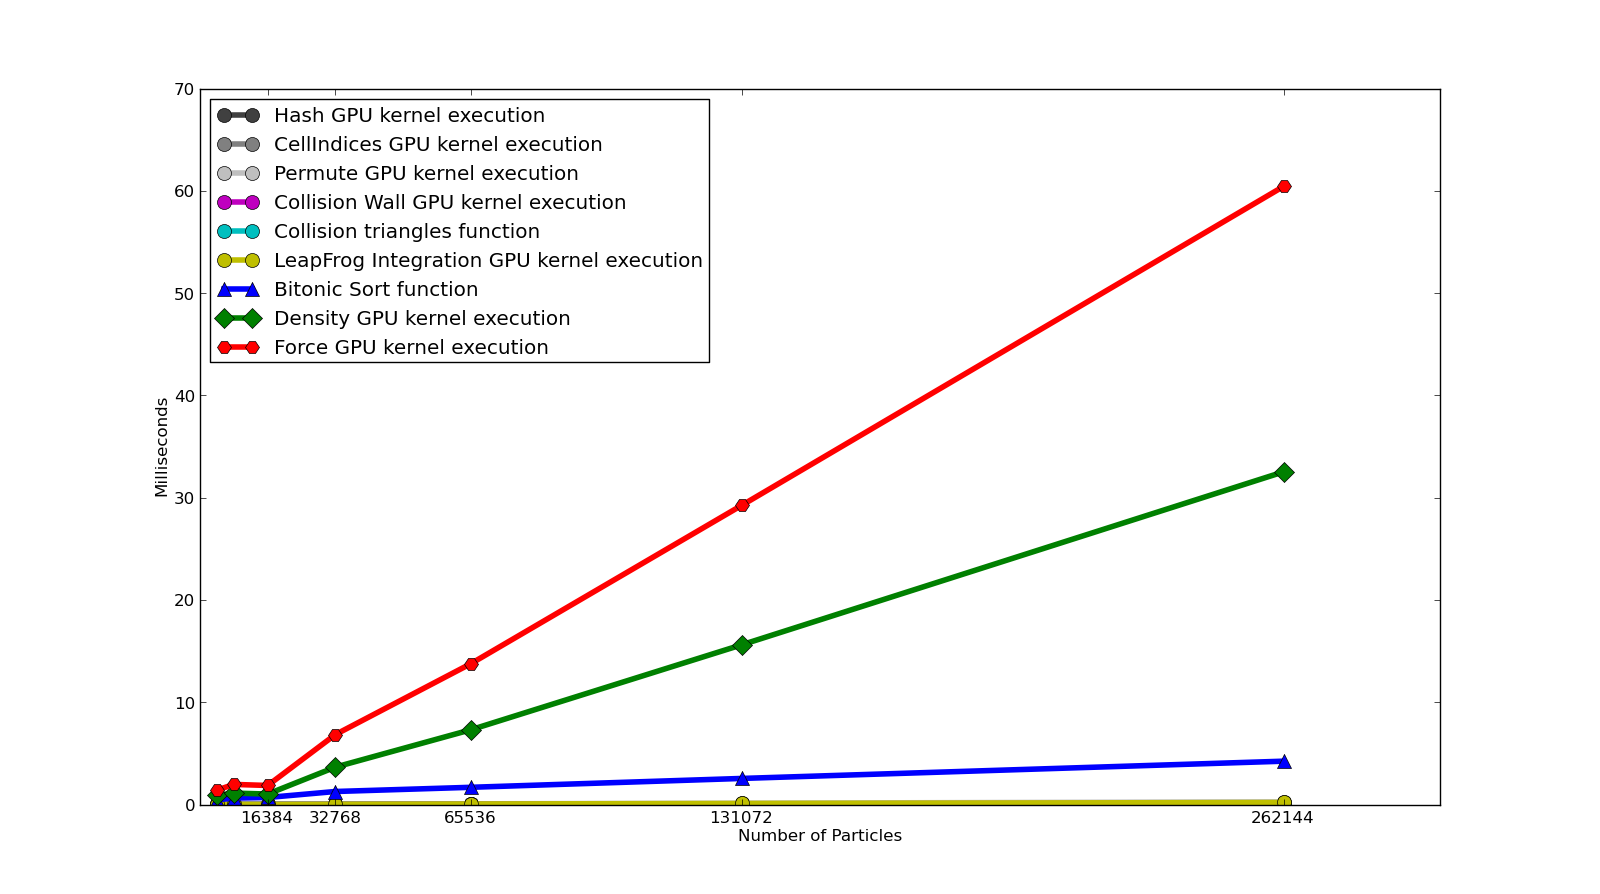 70
60
50
40
30
20
10
0
Milliseconds
Hash GPU kernel execution
CellIndices GPU kernel execution
Permute GPU kernel execution
Collision Wall GPU kernel execution
Collision triangles function
LeapFrog Integration GPU kernel execution
Bitonic Sort function
Density GPU kernel execution
Force GPU kernel execution
16384 32768 65536 131072 262144
Number of Particles